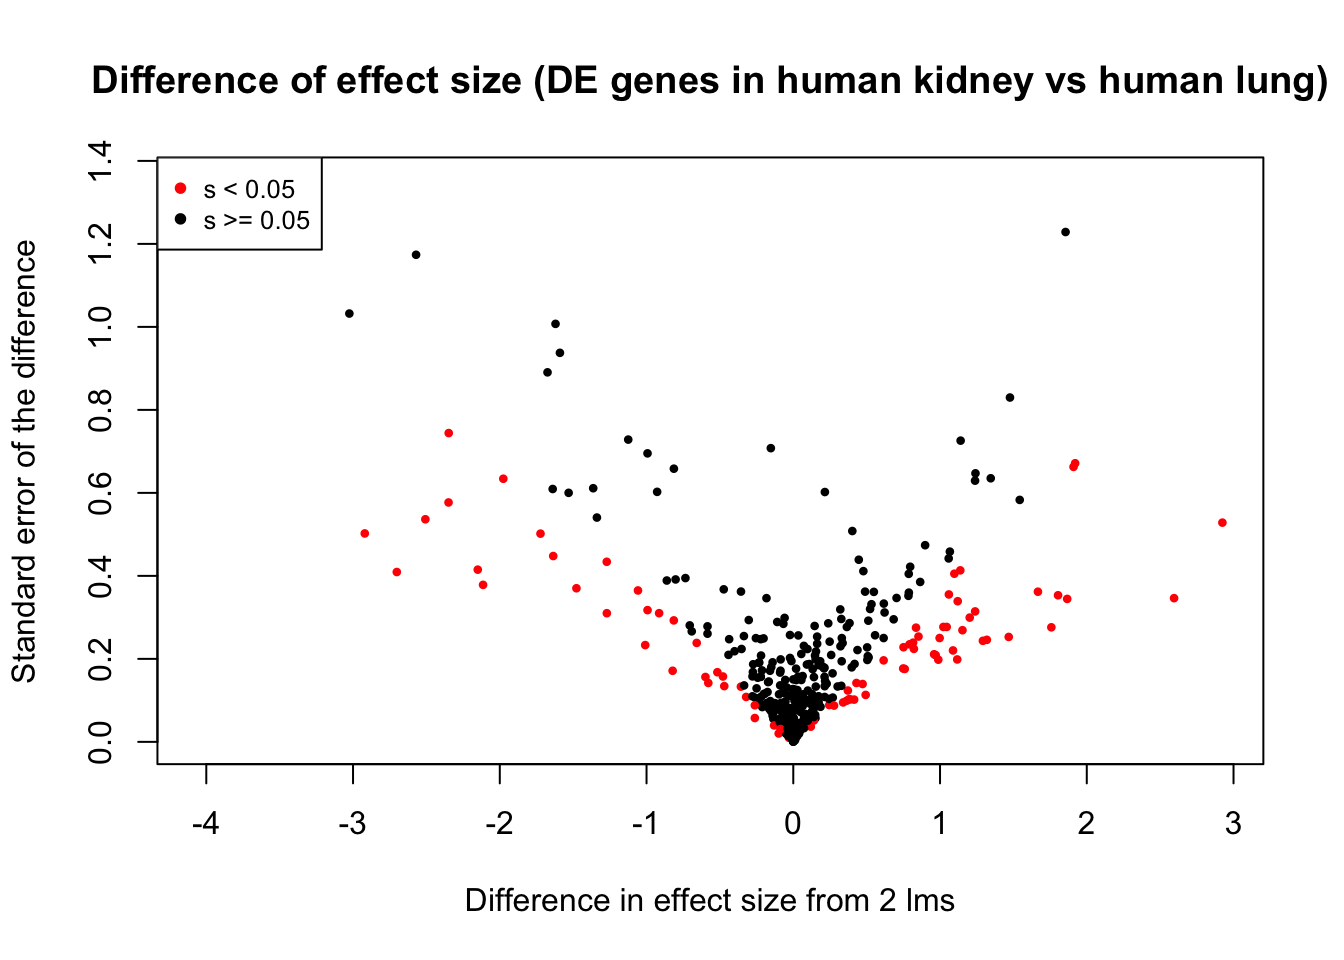 Difference of effect size (DE genes in human kidney vs human lung)
s < 0.05
s >= 0.05
Standard error of the difference
1.4
1.2
1.0
0.8
0.6
0.4
0.2
0.0
-4 -3 -2 -1 0 1 2 3
Difference in effect size from 2 lms